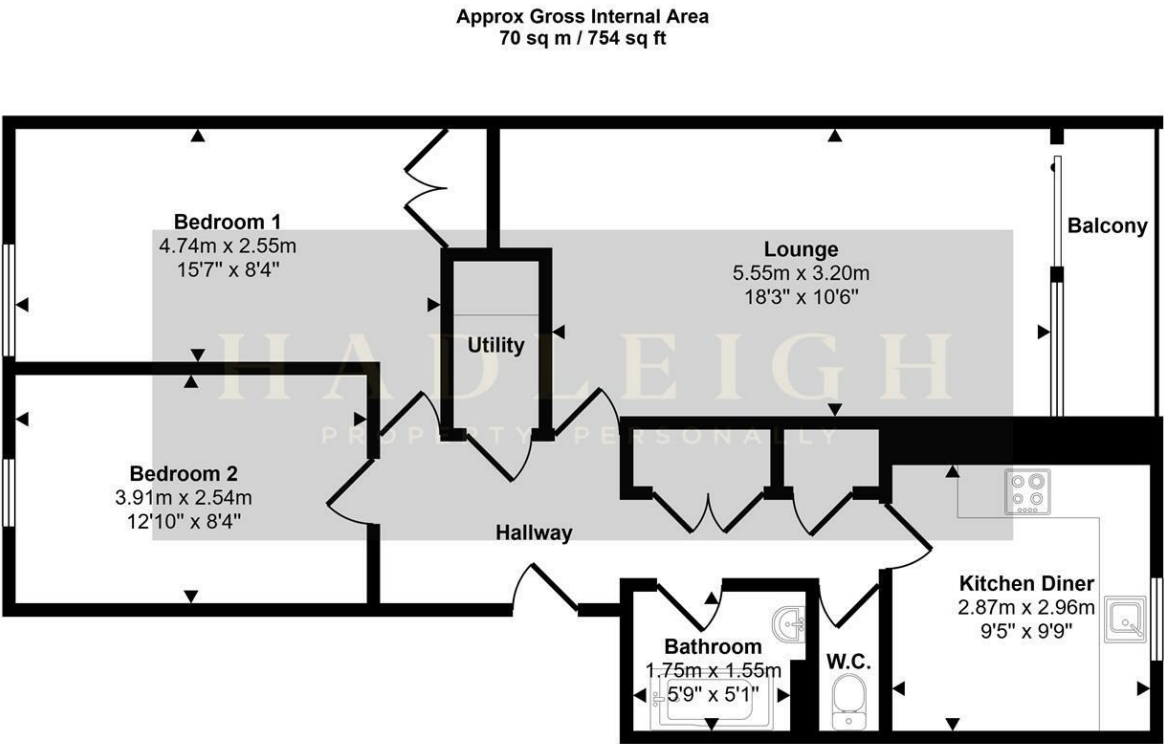 Approx Gross Internal Area
70 sq m / 754 sq ft
Bedroom 1
4.74m x 2.55m
15'7" x 8'4"
Lounge
5.55m x 3.20m
18'3" x 10'6"
Balcony
Utility
HADLEIGH
PROPERTY PERSONALLY
Bedroom 2
3.91m x 2.54m
12'10" x 8'4"
Hallway
Kitchen Diner
2.87m x 2.96m
9'5" x 9'9"
Bathroom
1.75m x 1.55m
5'9" x 5'1"
W.C.